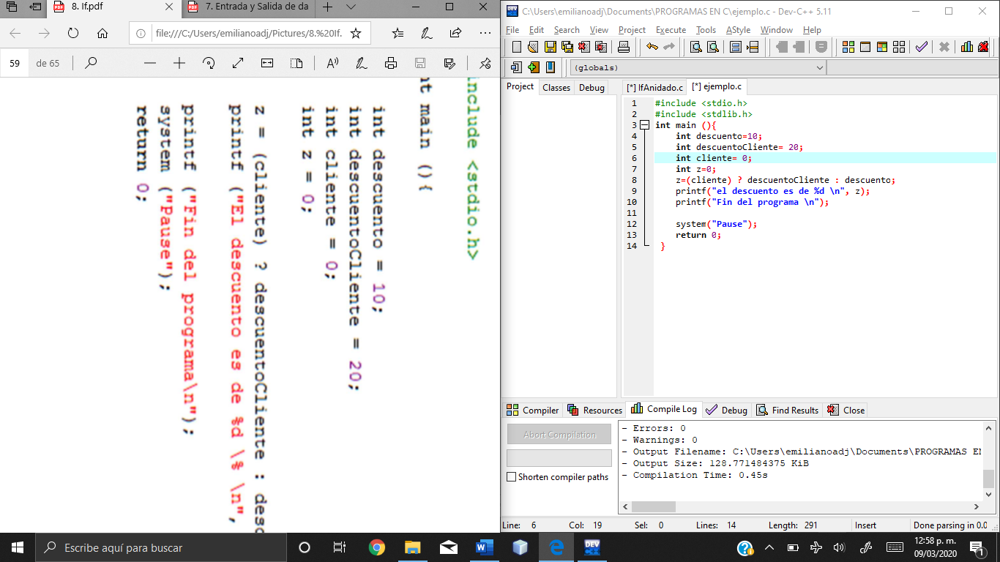 8. If.pdf
7. Entrada y Salida de da
file:///C:/Users/emilianoadj/Pictures/8.%20If.
59 de 65
include <stdio.h>
nt main () {
int descuento = 10;
int descuentoCliente = 20;
int cliente = 0;
int z = 0;
z = (cliente) ? descuentoCliente : desc
printf ("El descuento es de %d \% \n",
printf ("Fin del programa\n");
system ("Pause");
return 0;
C:\Users\emilianoadj\Documents\PROGRAMAS EN C\ejemplo.c - Dev-C++ 5.11
File Edit Search View Project Execute Tools AStyle Window Help
(globals)
Project Classes Debug
[*] IfAnidado.c [*] ejemplo.c
1 #include <stdio.h>
2 #include <stdlib.h>
3 int main (){
4 int descuento=10;
5 int descuentoCliente= 20;
6 int cliente= 0;
7 int z=0;
8 z=(cliente) ? descuentoCliente : descuento;
9 printf("el descuento es de %d \n", z);
10 printf("Fin del programa \n");
11
12 system("Pause");
13 return 0;
14 }
Compiler Resources Compile Log Debug Find Results Close
Abort Compilation
Shorten compiler paths
- Errors: 0
- Warnings: 0
- Output Filename: C:\Users\emilianoadj\Documents\PROGRAMAS EN
- Output Size: 128.771484375 KiB
- Compilation Time: 0.45s
Line: 6 Col: 19 Sel: 0 Lines: 14 Length: 291 Insert Done parsing in 0.0
Escribe aquí para buscar
DEV
12:58 p. m.
09/03/2020
1